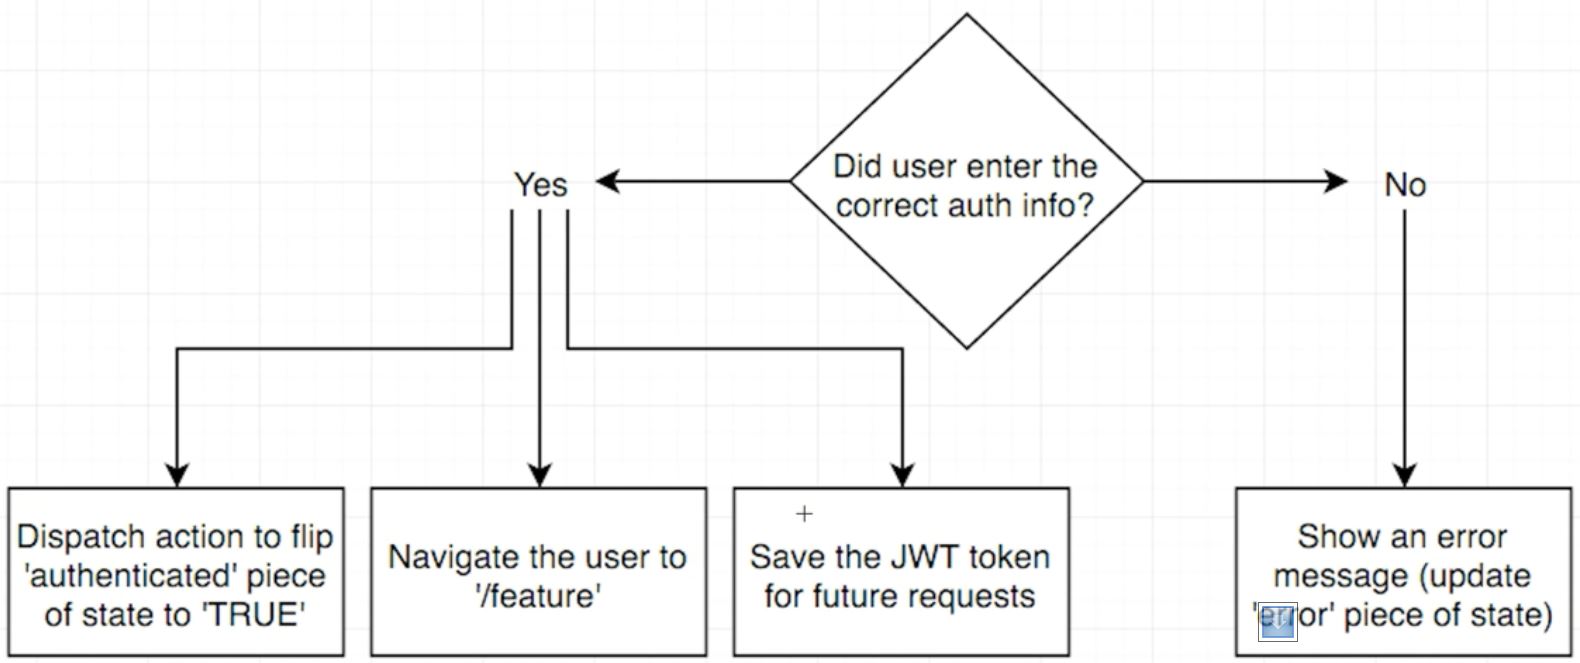 Did user enter the
correct auth info?
Yes
No
Dispatch action to flip
'authenticated' piece
of state to 'TRUE'
Navigate the user to
'/feature'
Save the JWT token
for future requests
Show an error
message (update
'error' piece of state)